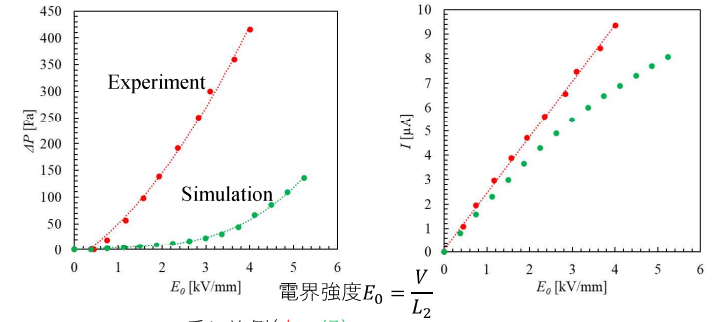 450
400
350
300
250
200
150
100
50
0
ΔP [Pa]
Experiment
Simulation
0 1 2 3 4 5 6
E₀ [kV/mm]
10
9
8
7
6
5
4
3
2
1
0
I [μA]
0 1 2 3 4 5 6
E₀ [kV/mm]
電界強度E₀ = V/L₂